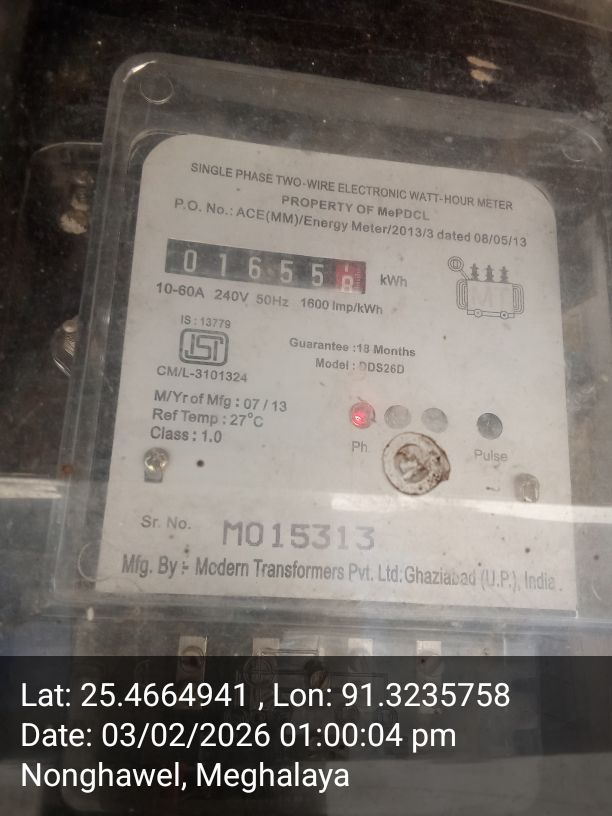 SINGLE PHASE TWO-WIRE ELECTRONIC WATT-HOUR METER
PROPERTY OF MePDCL
P.O. No.: ACE(MM)/Energy Meter/2013/3 dated 08/05/13
0 1 6 5 5 8 kWh
10-60A 240V 50Hz 1600 Imp/kWh
IS : 13779
ISI
CM/L-3101324
Guarantee :18 Months
Model : DDS26D
MT
M/Yr of Mfg : 07 / 13
Ref Temp : 27°C
Class : 1.0
Ph.
Pulse
Sr. No. M015313
Mfg. By :- Modern Transformers Pvt. Ltd.Ghaziabad (U.P.), India
Lat: 25.4664941 , Lon: 91.3235758
Date: 03/02/2026 01:00:04 pm
Nonghawel, Meghalaya